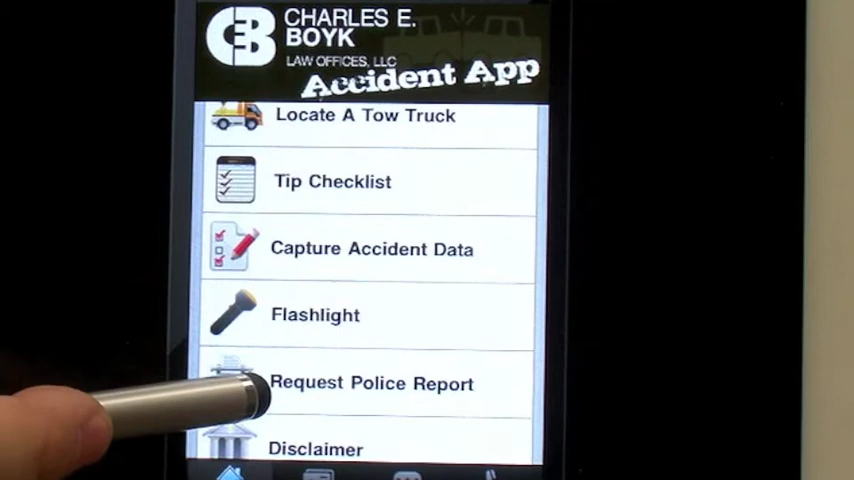 CHARLES E.
BOYK
LAW OFFICES, LLC
Accident App
Locate A Tow Truck
Tip Checklist
Capture Accident Data
Flashlight
Request Police Report
Disclaimer